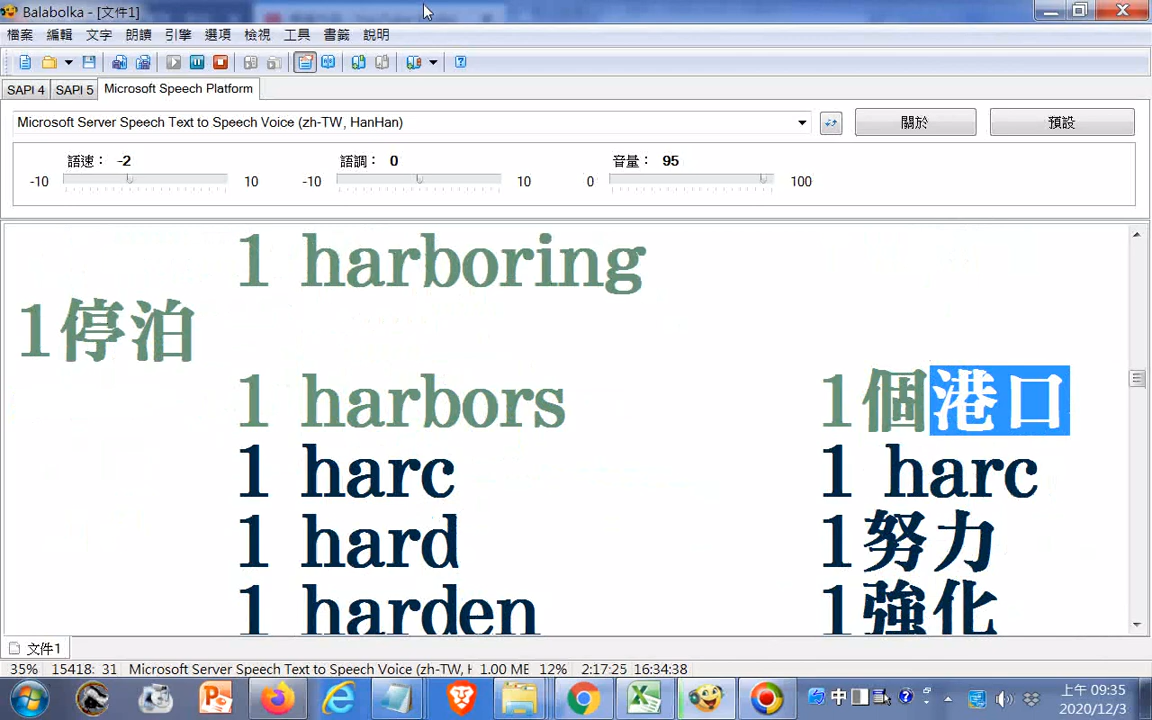 Balabolka - [文件1]
檔案 編輯 文字 朗讀 引擎 選項 檢視 工具 書籤 說明
SAPI 4 SAPI 5 Microsoft Speech Platform
Microsoft Server Speech Text to Speech Voice (zh-TW, HanHan) 關於 預設
語速： -2 語調： 0 音量： 95
-10 10 -10 10 0 100
1 harboring
1停泊
1 harbors 1個港口
1 harc 1 harc
1 hard 1努力
1 harden 1強化
文件1
35% 15418: 31 Microsoft Server Speech Text to Speech Voice (zh-TW, H 1.00 ME 12% 2:17:25 16:34:38
中 上午 09:35
2020/12/3